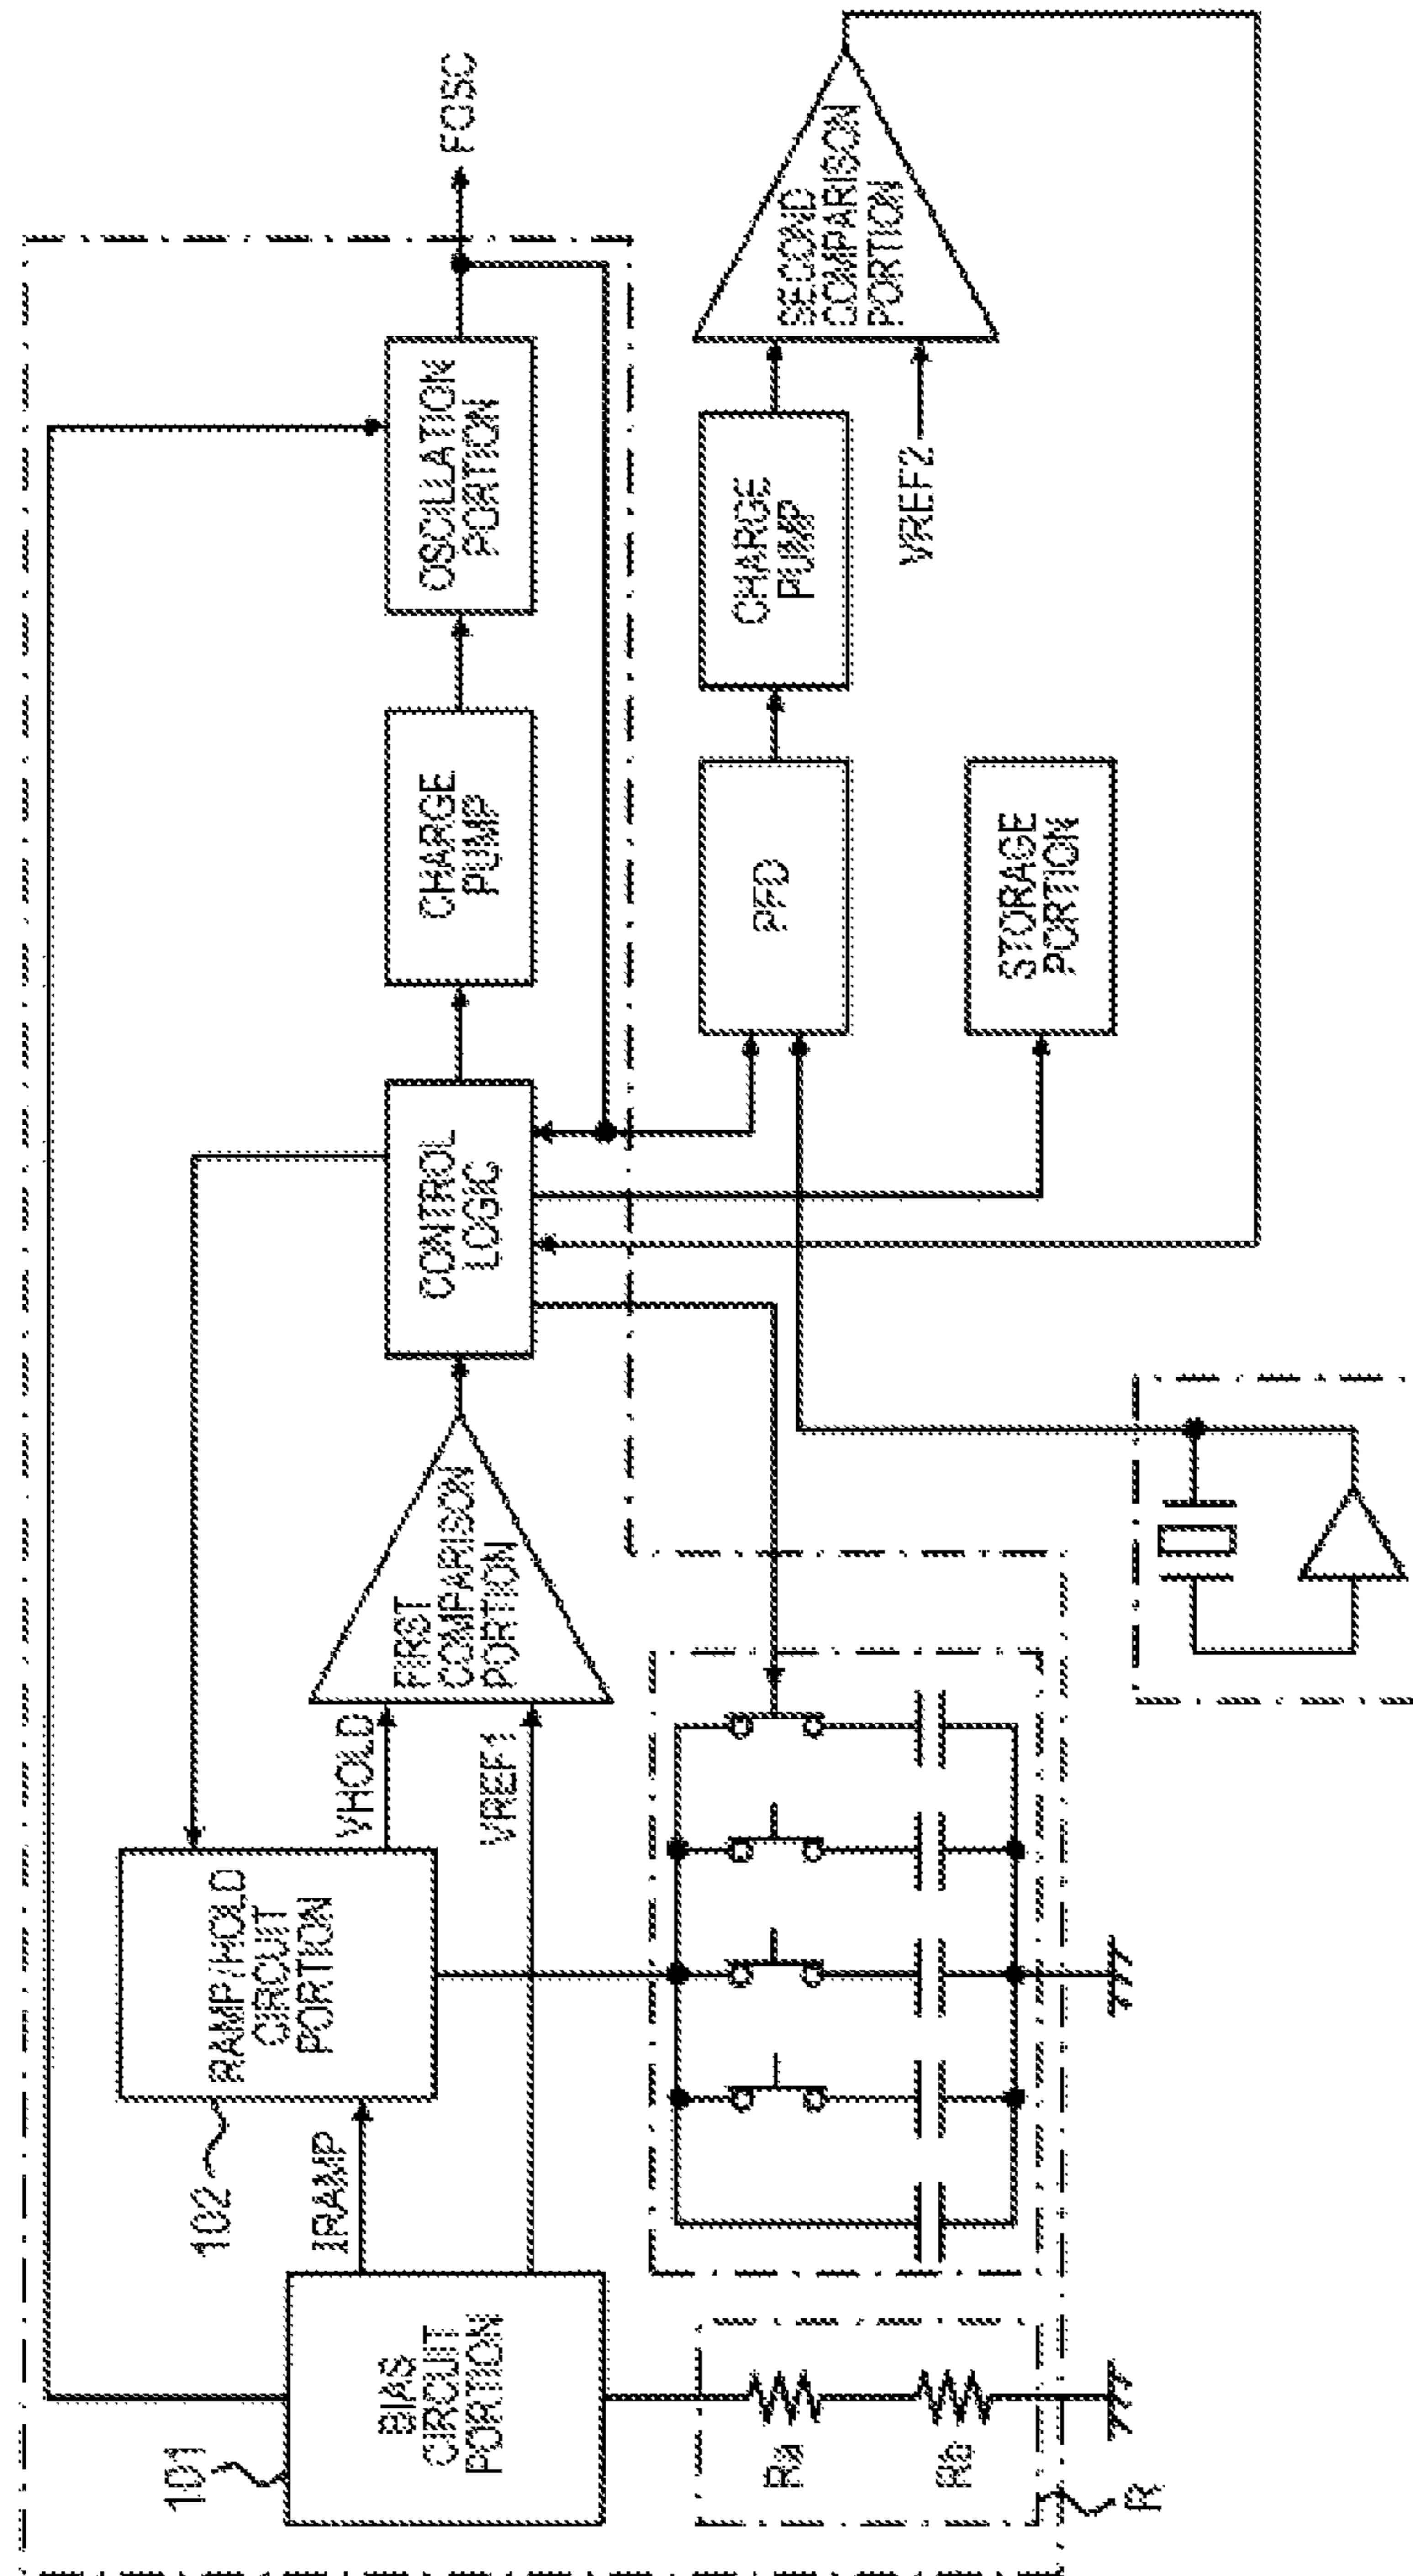 101
BIAS
CIRCUIT
PORTION
Ra
Rb
R
102
IRAMP
RAMP/HOLD
CIRCUIT
PORTION
VHOLD
VREF1
FIRST
COMPARISON
PORTION
CONTROL
LOGIC
CHARGE
PUMP
OSCILLATION
PORTION
FOSC
PFD
CHARGE
PUMP
VREF2
SECOND
COMPARISON
PORTION
STORAGE
PORTION